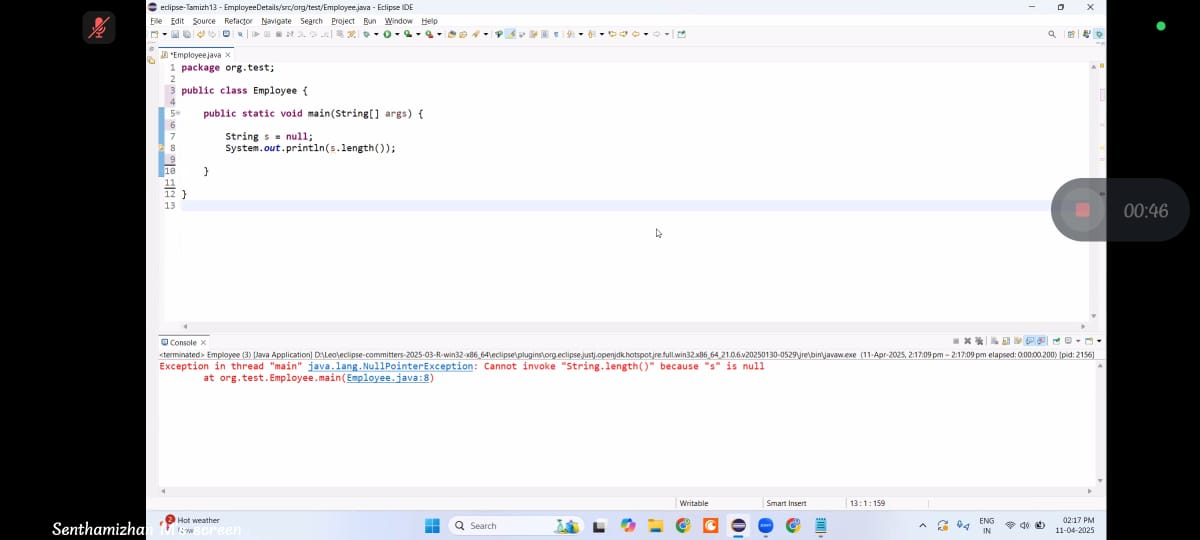 eclipse-Tamizh13 - EmployeeDetails/src/org/test/Employee.java - Eclipse IDE
File Edit Source Refactor Navigate Search Project Run Window Help
*Employee.java
1 package org.test;
2
3 public class Employee {
4
5 public static void main(String[] args) {
6
7 String s = null;
8 System.out.println(s.length());
9
10 }
11
12 }
13
00:46
Console
<terminated> Employee (3) [Java Application] D:\Leo\eclipse-committers-2025-03-R-win32-x86_64\eclipse\plugins\org.eclipse.justj.openjdk.hotspot.jre.full.win32.x86_64_21.0.6.v20250130-0529\jre\bin\javaw.exe (11-Apr-2025, 2:17:09 pm – 2:17:09 pm elapsed: 0:00:00.200) [pid: 2156]
Exception in thread "main" java.lang.NullPointerException: Cannot invoke "String.length()" because "s" is null
at org.test.Employee.main(Employee.java:8)
Writable Smart Insert 13 : 1 : 159
2 Hot weather
Now
Search
ENG
IN
02:17 PM
11-04-2025